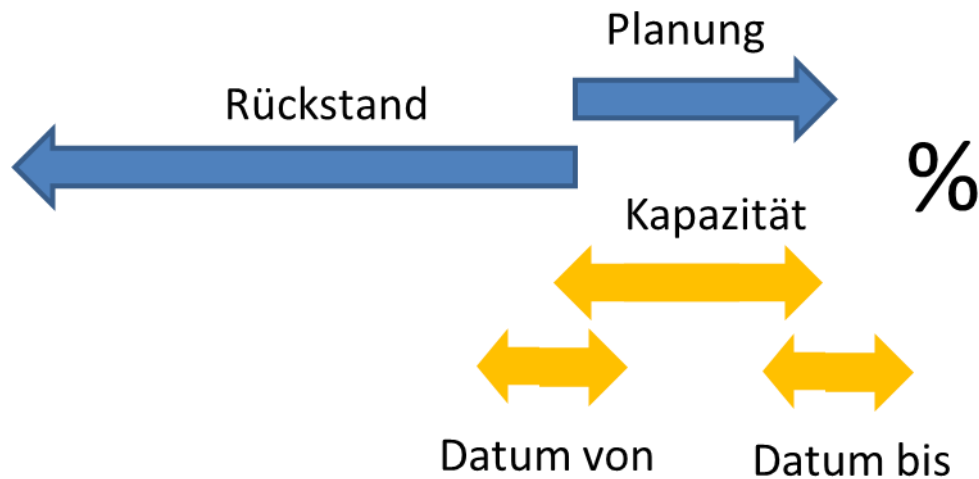 Planung
Rückstand
%
Kapazität
Datum von
Datum bis